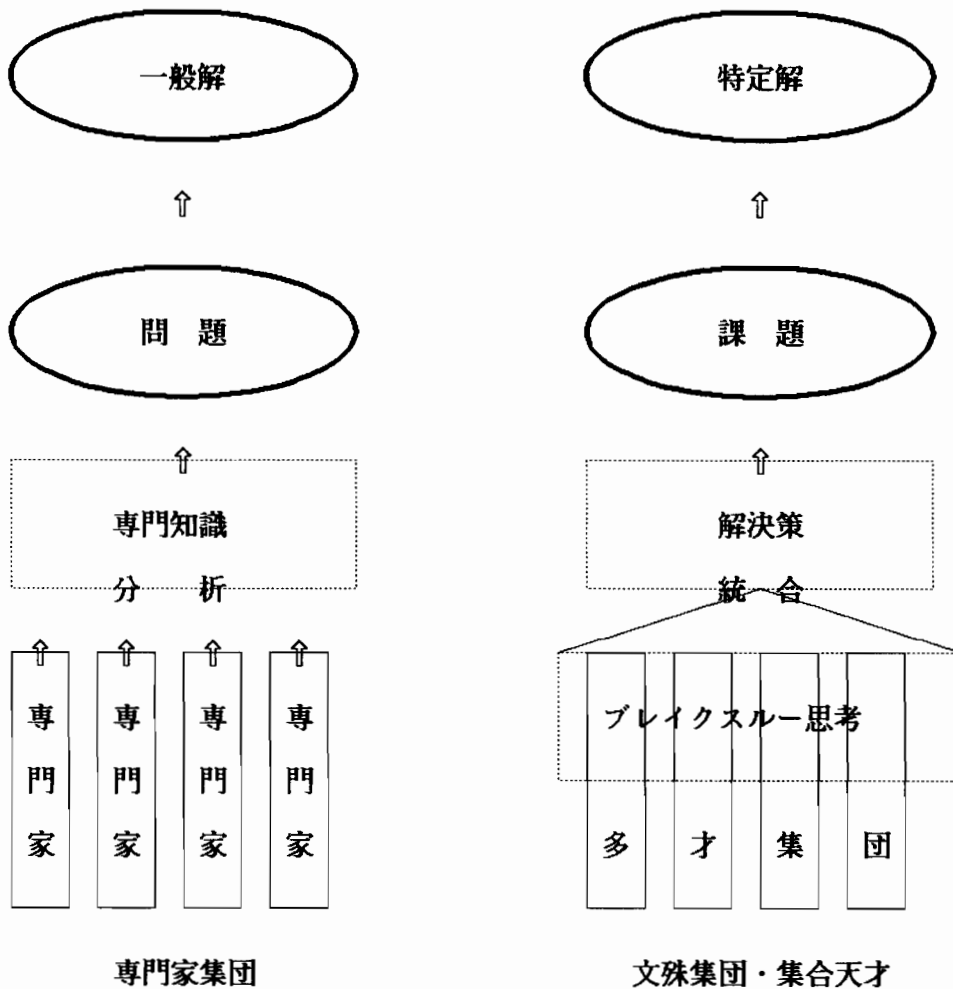 一般解
問　題
専門知識
分　析
専門家
専門家
専門家
専門家
専門家集団
特定解
課　題
解決策
統　合
ブレイクスルー思考
多　才　集　団
文殊集団・集合天才